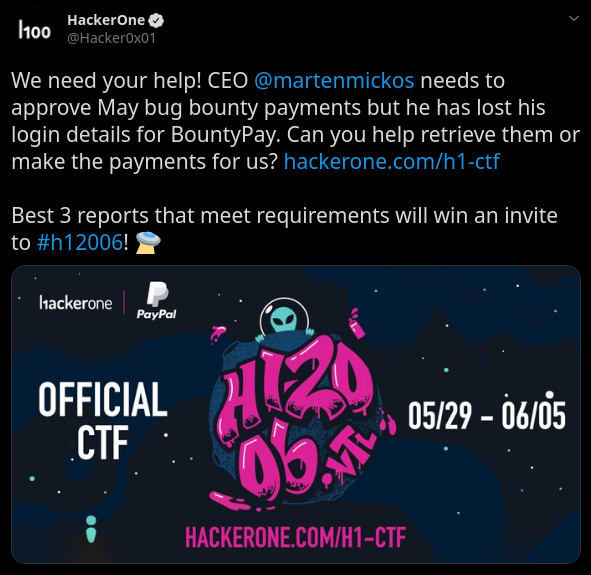 HackerOne
@Hacker0x01
h100
We need your help! CEO @martenmickos needs to
approve May bug bounty payments but he has lost his
login details for BountyPay. Can you help retrieve them or
make the payments for us? hackerone.com/h1-ctf
Best 3 reports that meet requirements will win an invite
to #h12006!
hackerone
PayPal
OFFICIAL
CTF
H1-20
06.VTL
05/29 – 06/05
HACKERONE.COM/H1-CTF